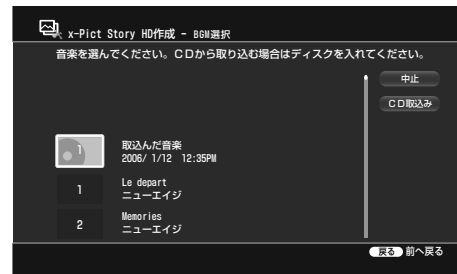 x-Pict Story HD作成 - BGM選択
音楽を選んでください。CDから取り込む場合はディスクを入れてください。
中止
CD取込み
1
取込んだ音楽
2006/ 1/12 12:35PM
1
Le depart
ニューエイジ
2
Memories
ニューエイジ
戻る 前へ戻る